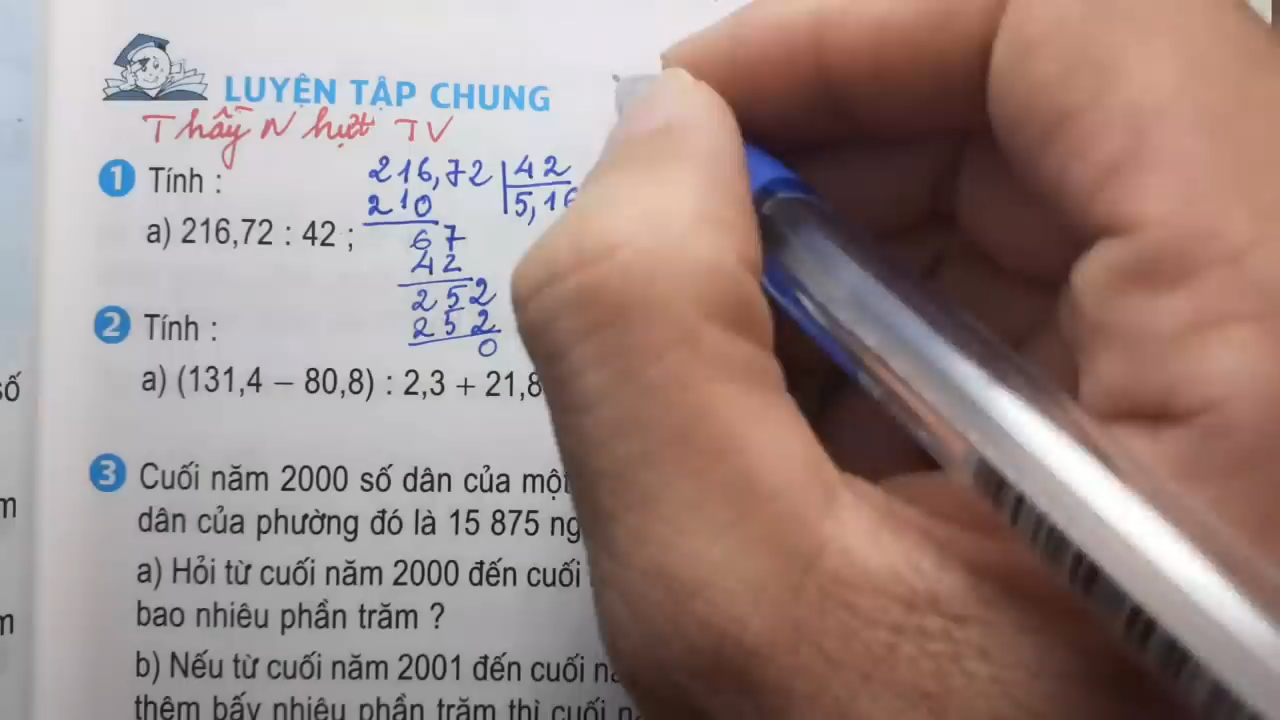 LUYỆN TẬP CHUNG
Thầy Nhựt TV
1 Tính :
a) 216,72 : 42 ;
216,72 42
210 5,16
67
42
252
252
0
2 Tính :
a) (131,4 – 80,8) : 2,3 + 21,8
3 Cuối năm 2000 số dân của một
dân của phường đó là 15 875
a) Hỏi từ cuối năm 2000 đến cuối
bao nhiêu phần trăm ?
b) Nếu từ cuối năm 2001 đến cuối
thêm bấy nhiêu phần trăm thì cuối
số